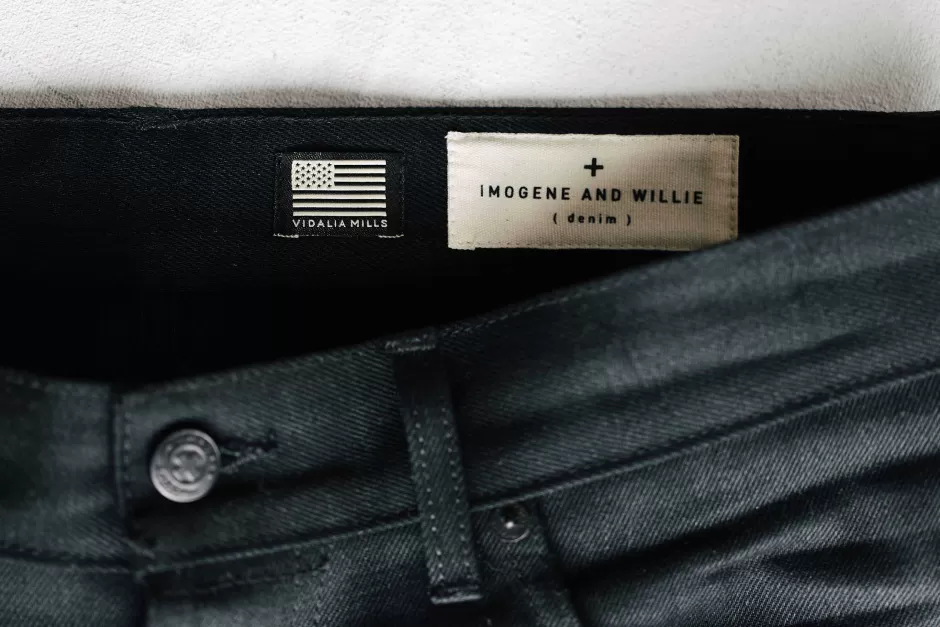 VIDALIA MILLS
+
IMOGENE AND WILLIE
( denim )